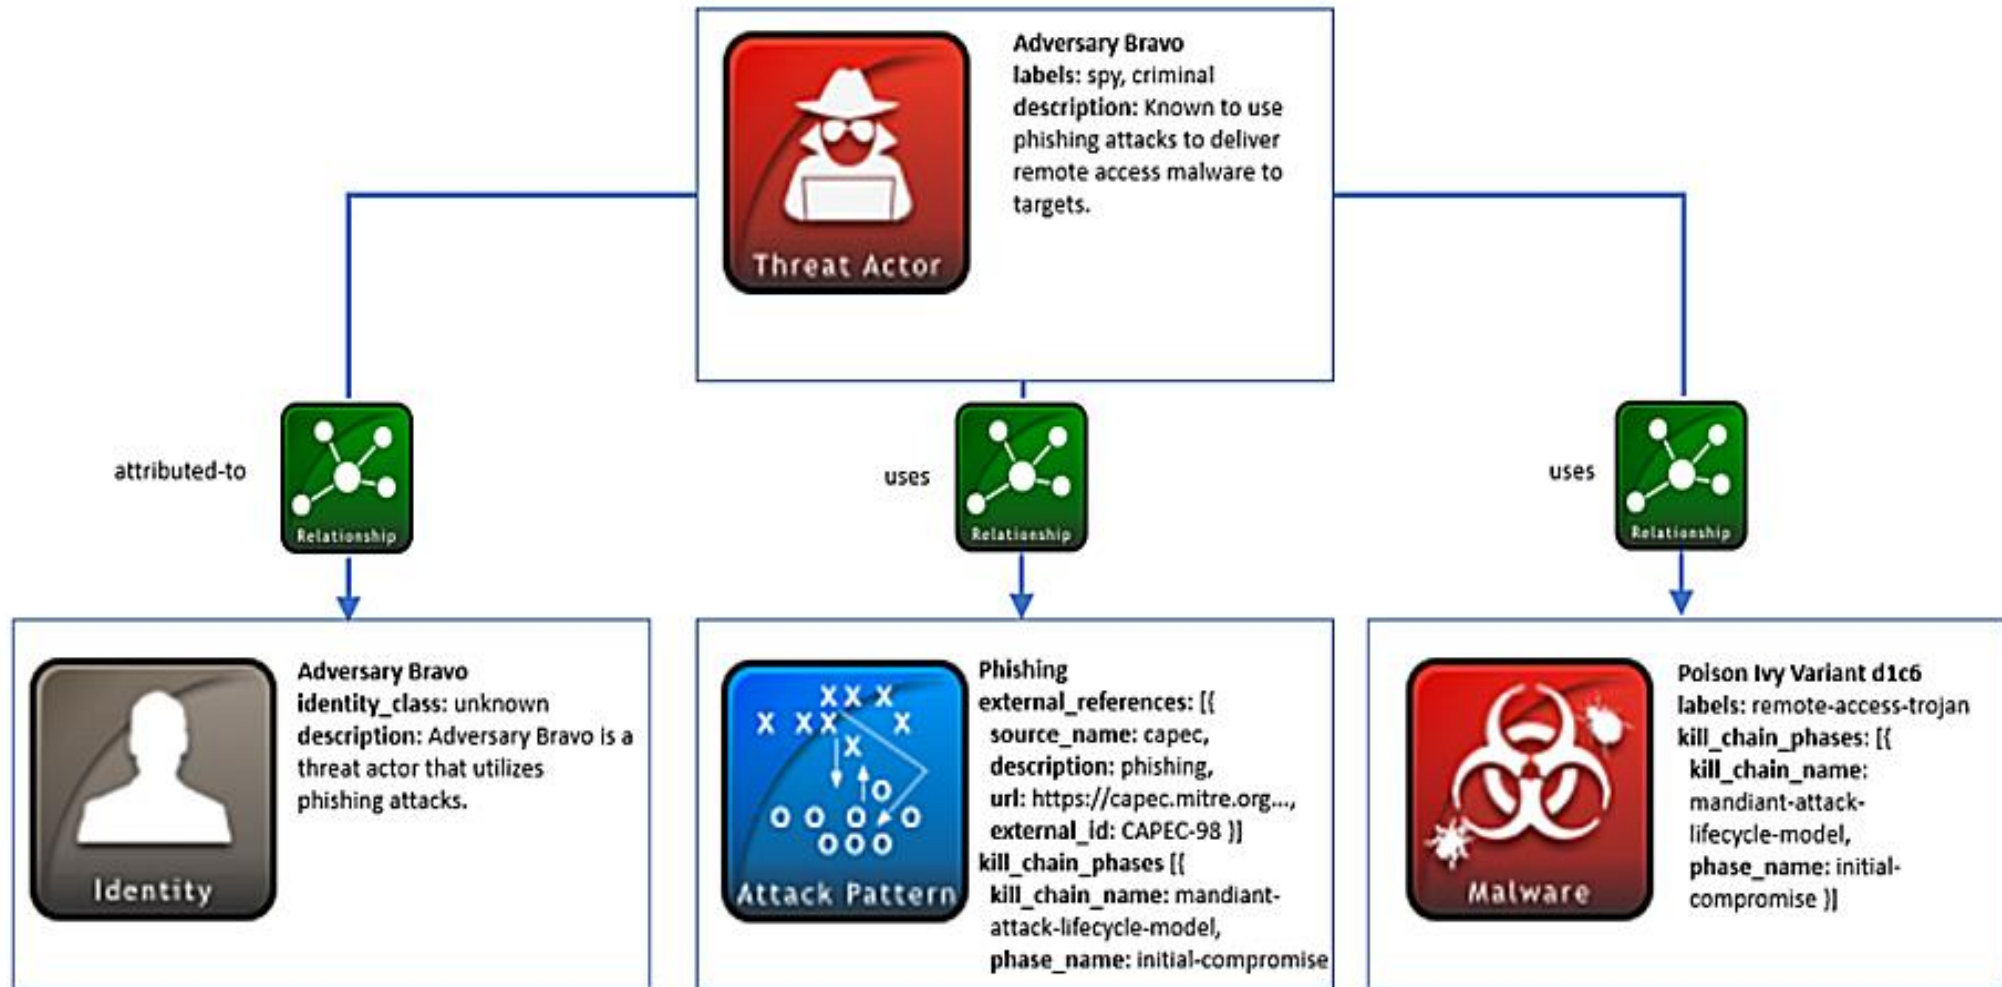 Adversary Bravo
labels: spy, criminal
description: Known to use
phishing attacks to deliver
remote access malware to
targets.
Threat Actor
attributed-to
Relationship
uses
Relationship
uses
Relationship
Adversary Bravo
identity_class: unknown
description: Adversary Bravo is a
threat actor that utilizes
phishing attacks.
Identity
Phishing
external_references: [{
source_name: capec,
description: phishing,
url: https://capec.mitre.org...,
external_id: CAPEC-98 }]
kill_chain_phases [{
kill_chain_name: mandiant-
attack-lifecycle-model,
phase_name: initial-compromise
XX X
X XX X
X
O
O O O O
OOO
Attack Pattern
Poison Ivy Variant d1c6
labels: remote-access-trojan
kill_chain_phases: [{
kill_chain_name:
mandiant-attack-
lifecycle-model,
phase_name: initial-
compromise }]
Malware